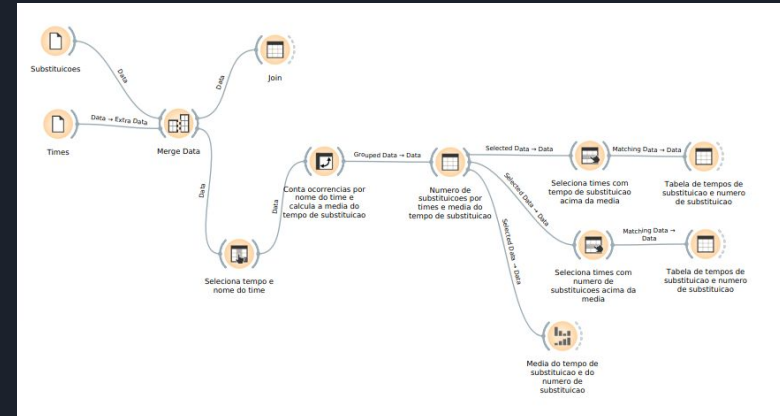 Substituicoes
Data
Data
Join
Times
Data → Extra Data
Merge Data
Data
Seleciona tempo e
nome do time
Data
Conta ocorrencias por
nome do time e
calcula a media do
tempo de substituicao
Grouped Data → Data
Numero de
substituicoes por
times e media do
tempo de substituicao
Selected Data → Data
Seleciona times com
tempo de substituicao
acima da media
Matching Data → Data
Tabela de tempos de
substituicao e numero
de substituicao
Selected Data → Data
Seleciona times com
numero de
substituicoes acima da
media
Matching Data →
Data
Tabela de tempos de
substituicao e numero
de substituicao
Selected Data → Data
Media do tempo de
substituicao e do
numero de
substituicao